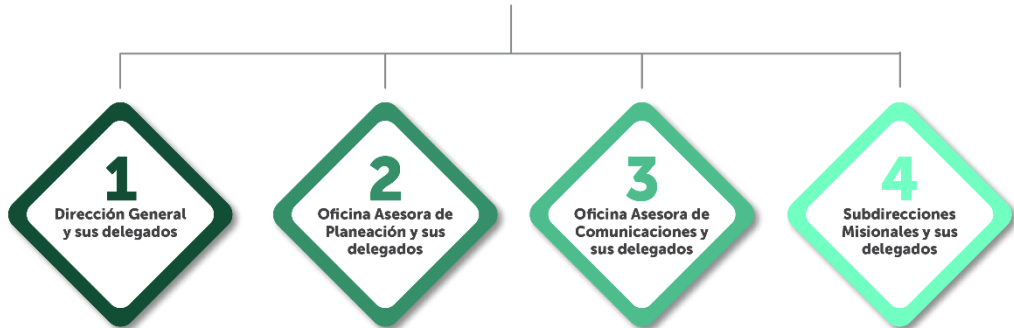 1
Dirección General
y sus delegados
2
Oficina Asesora de
Planeación y sus
delegados
3
Oficina Asesora de
Comunicaciones y
sus delegados
4
Subdirecciones
Misionales y sus
delegados